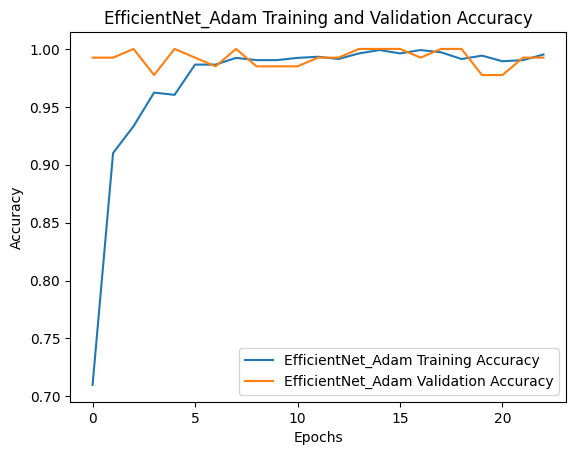 EfficientNet_Adam Training and Validation Accuracy
1.00
0.95
0.90
0.85
0.80
0.75
0.70
Accuracy
EfficientNet_Adam Training Accuracy
EfficientNet_Adam Validation Accuracy
0
5
10
15
20
Epochs